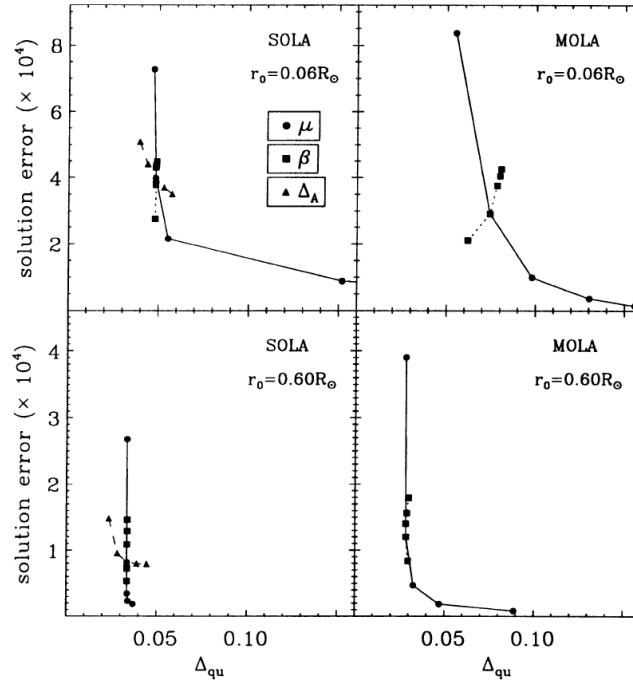 SOLA
r₀=0.06R⊙
μ
β
Δ_A
MOLA
r₀=0.06R⊙
8
6
4
2
solution error (× 10⁴)
SOLA
r₀=0.60R⊙
MOLA
r₀=0.60R⊙
4
3
2
1
solution error (× 10⁴)
0.05 0.10
0.05 0.10
Δ_qu
Δ_qu